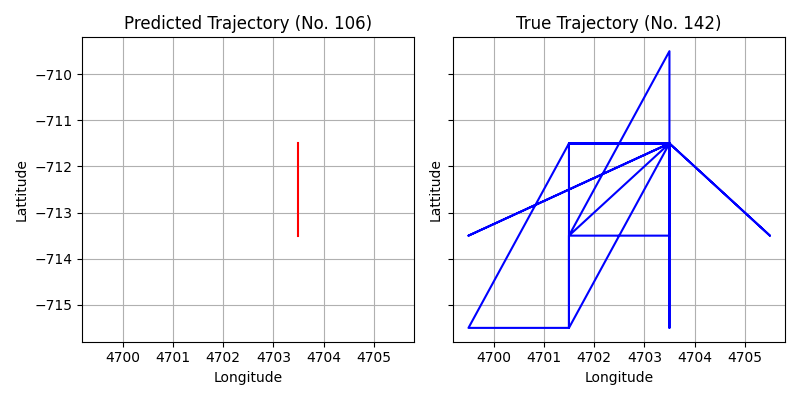 Predicted Trajectory (No. 106)
True Trajectory (No. 142)
Lattitude
−710
−711
−712
−713
−714
−715
4700 4701 4702 4703 4704 4705
Longitude
Lattitude
4700 4701 4702 4703 4704 4705
Longitude